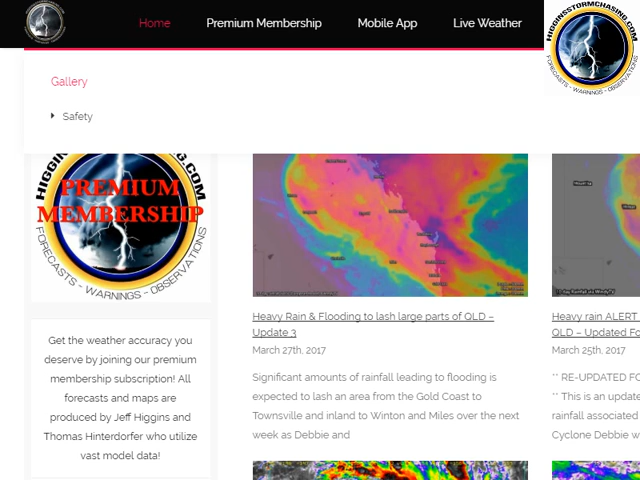 Home Premium Membership Mobile App Live Weather
HIGGINSSTORMCHASING.COM
FORECASTS - WARNINGS - OBSERVATIONS
Gallery
Safety
PREMIUM
MEMBERSHIP
FORECASTS - WARNINGS - OBSERVATIONS
Get the weather accuracy you
deserve by joining our premium
membership subscription! All
forecasts and maps are
produced by Jeff Higgins and
Thomas Hinterdorfer who utilize
vast model data!
Heavy Rain & Flooding to lash large parts of QLD –
Update 3
March 27th, 2017
Significant amounts of rainfall leading to flooding is
expected to lash an area from the Gold Coast to
Townsville and inland to Winton and Miles over the next
week as Debbie and
Heavy rain ALERT
QLD – Updated Fo
March 25th, 2017
** RE-UPDATED FO
** This is an update
rainfall associated
Cyclone Debbie w